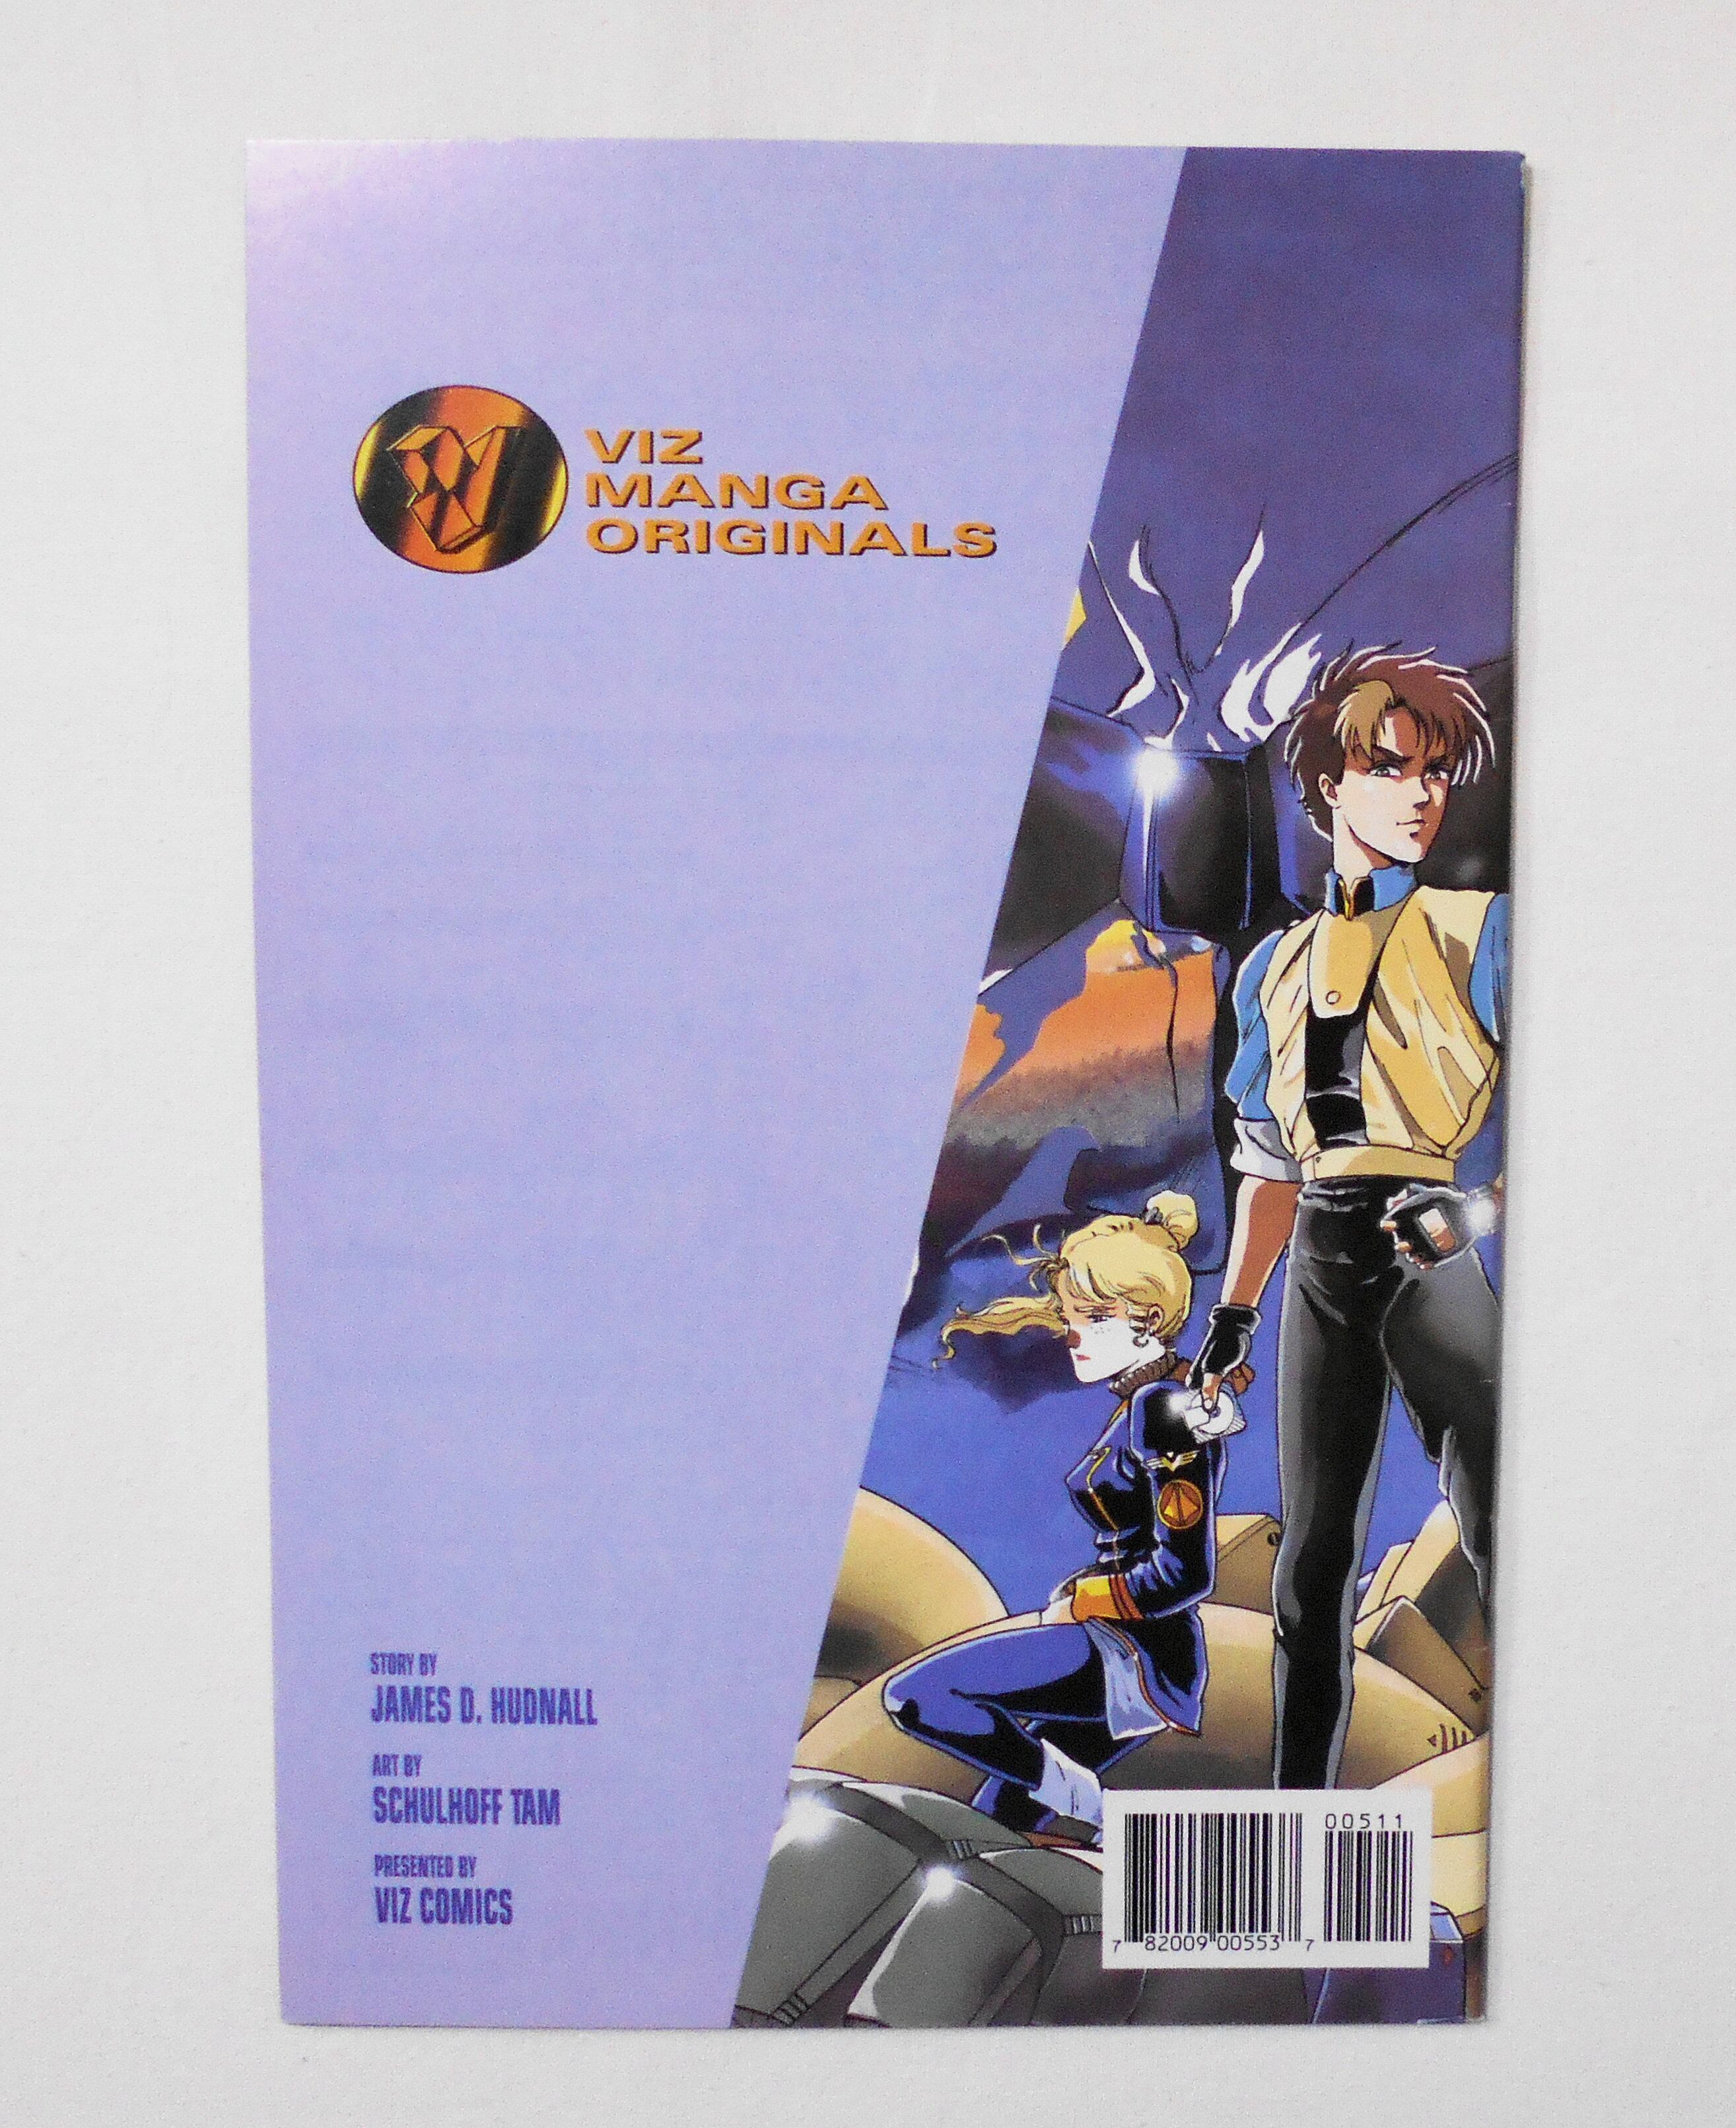 VIZ
MANGA
ORIGINALS
STORY BY
JAMES D. HUDNALL
ART BY
SCHULHOFF TAM
PRESENTED BY
VIZ COMICS
00511
7 82009 00553 7